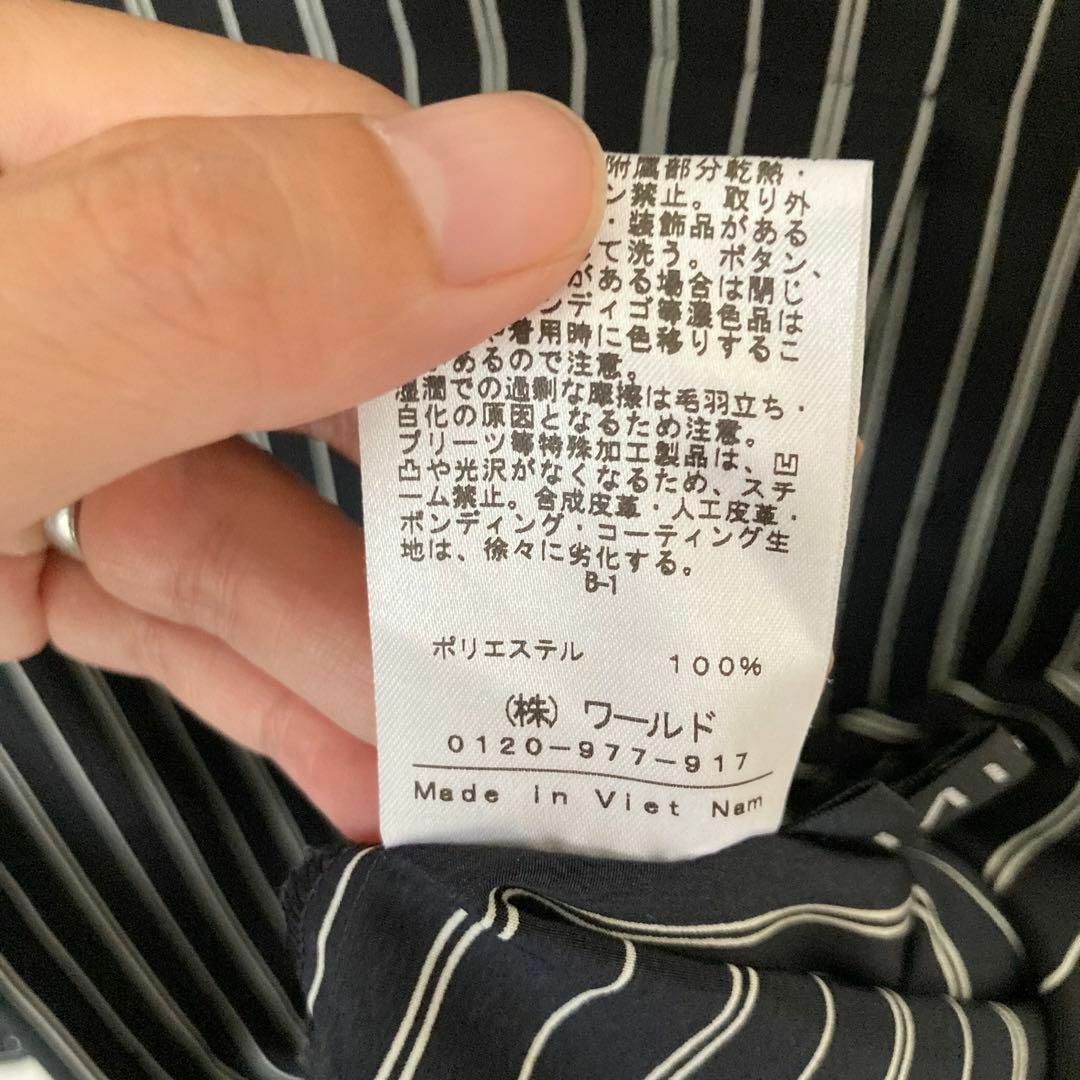 附属部分乾熱・
ン禁止。取り外
・装飾品がある
て洗う。ボタン、
がある場合は閉じ
ンディゴ等濃色品は
着用時に色移りするこ
あるので注意。
湿潤での過剰な摩擦は毛羽立ち・
白化の原因となるため注意。
プリーツ等特殊加工製品は、凹
凸や光沢がなくなるため、スチ
ーム禁止。合成皮革・人工皮革・
ボンディング・コーティング生
地は、徐々に劣化する。
B-1
ポリエステル 100%
(株) ワールド
0120-977-917
Made in Viet Nam